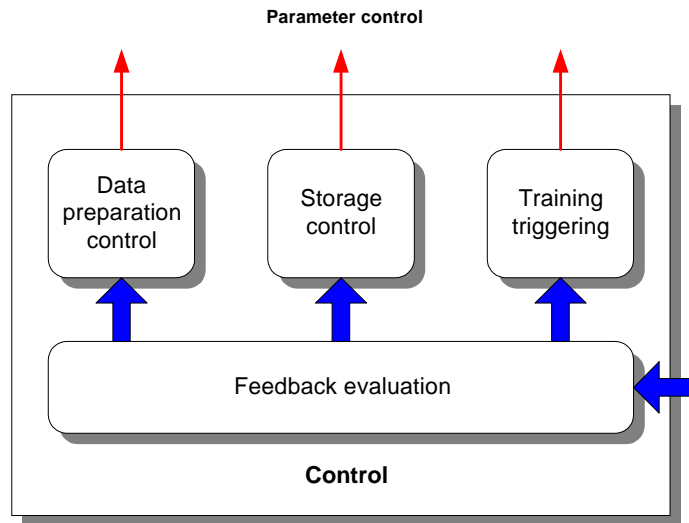 Parameter control
Data
preparation
control
Storage
control
Training
triggering
Feedback evaluation
Control